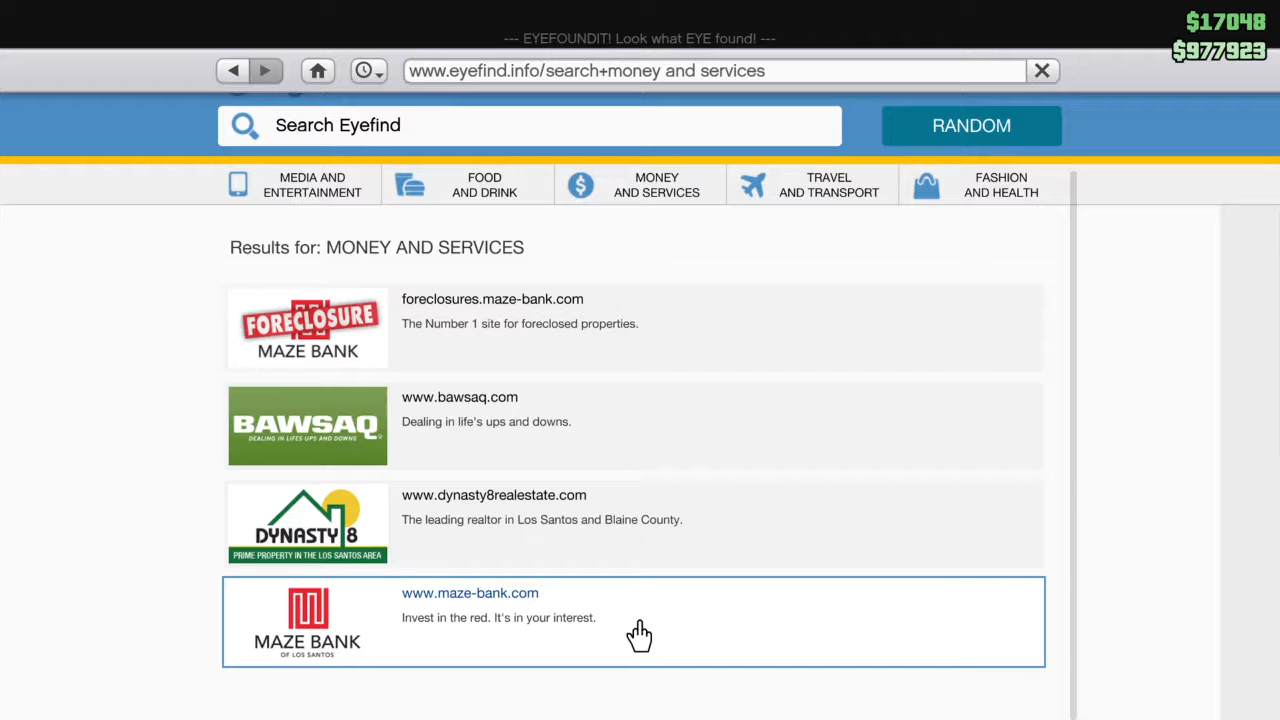 $17048
--- EYEFOUNDIT! Look what EYE found! ---
$977923
www.eyefind.info/search+money and services
Search Eyefind
RANDOM
MEDIA AND
ENTERTAINMENT
FOOD
AND DRINK
MONEY
AND SERVICES
TRAVEL
AND TRANSPORT
FASHION
AND HEALTH
Results for: MONEY AND SERVICES
FORECLOSURE
MAZE BANK
foreclosures.maze-bank.com
The Number 1 site for foreclosed properties.
BAWSAQ
DEALING IN LIFES UPS AND DOWNS
www.bawsaq.com
Dealing in life's ups and downs.
DYNASTY 8
PRIME PROPERTY IN THE LOS SANTOS AREA
www.dynasty8realestate.com
The leading realtor in Los Santos and Blaine County.
MAZE BANK
OF LOS SANTOS
www.maze-bank.com
Invest in the red. It's in your interest.